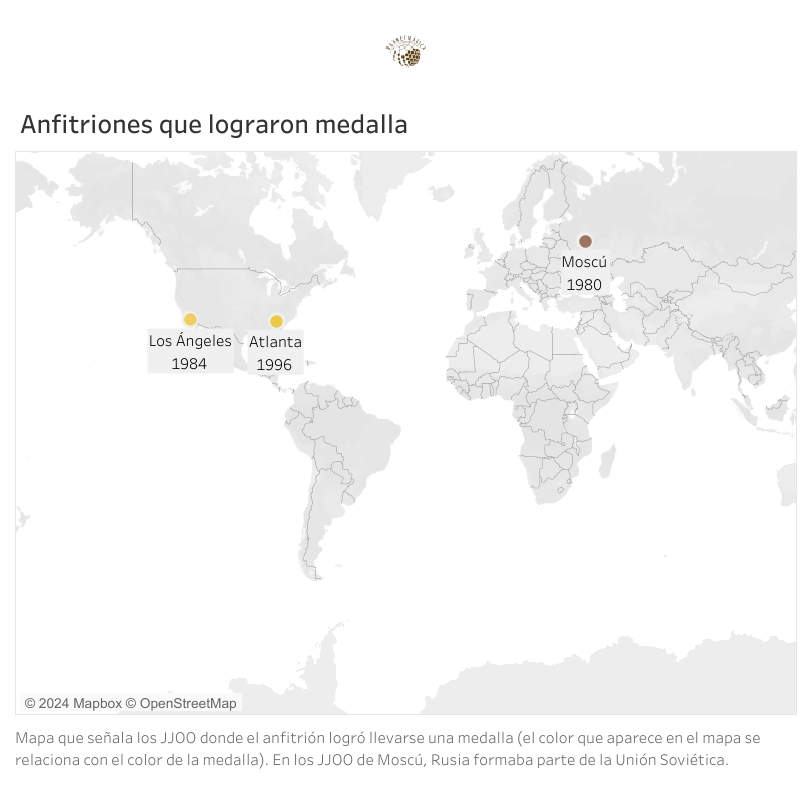 Anfitriones que lograron medalla
Moscú
1980
Los Ángeles
1984
Atlanta
1996
© 2024 Mapbox © OpenStreetMap
Mapa que señala los JJOO donde el anfitrión logró llevarse una medalla (el color que aparece en el mapa se
relaciona con el color de la medalla). En los JJOO de Moscú, Rusia formaba parte de la Unión Soviética.